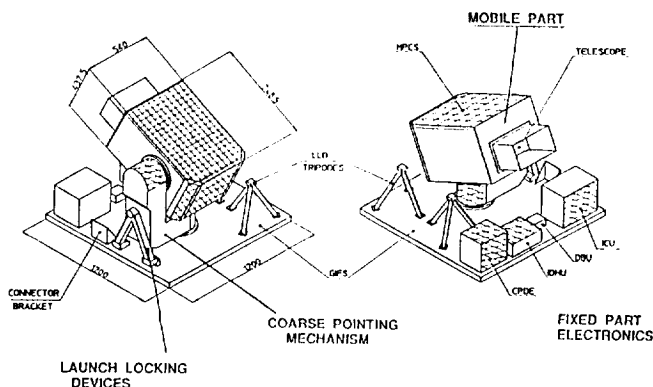 MOBILE PART
MPCS
TELESCOPE
560
LLD
TRIPODES
1200
1200
GIFS
ICU
DBU
IDHU
CPDE
CONNECTOR
BRACKET
COARSE POINTING
MECHANISM
FIXED PART
ELECTRONICS
LAUNCH LOCKING
DEVICES